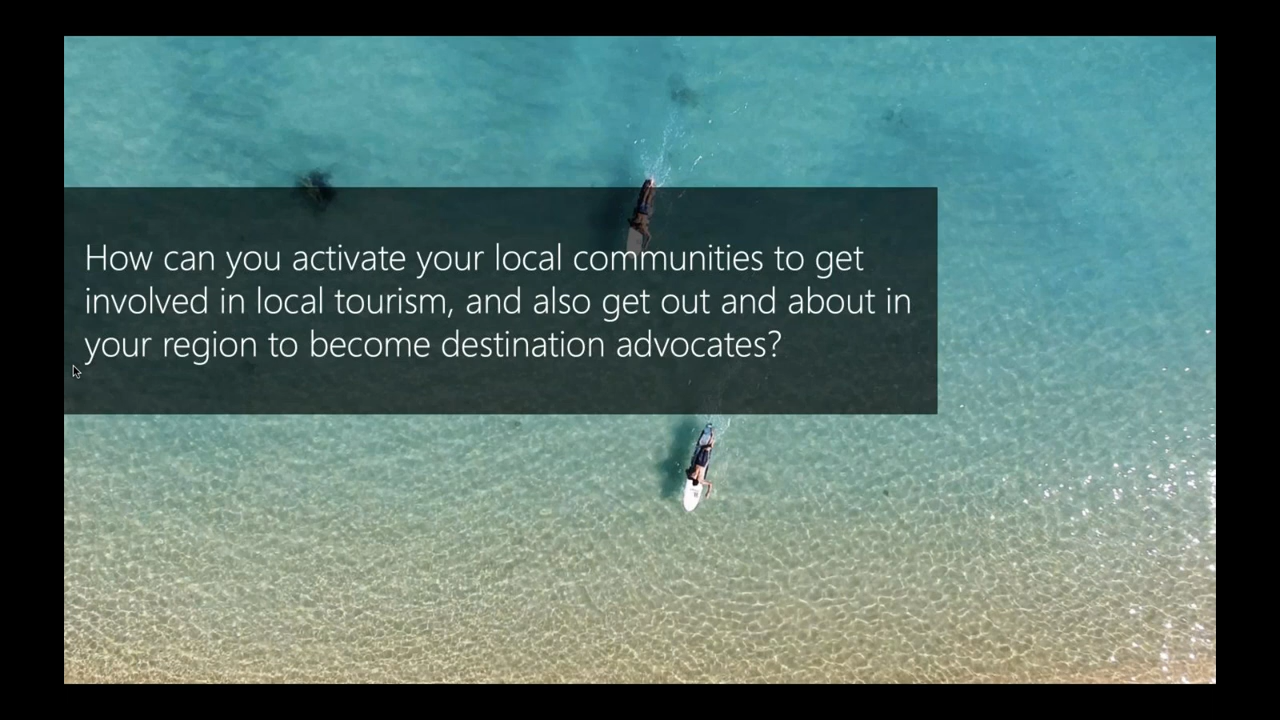 How can you activate your local communities to get
involved in local tourism, and also get out and about in
your region to become destination advocates?